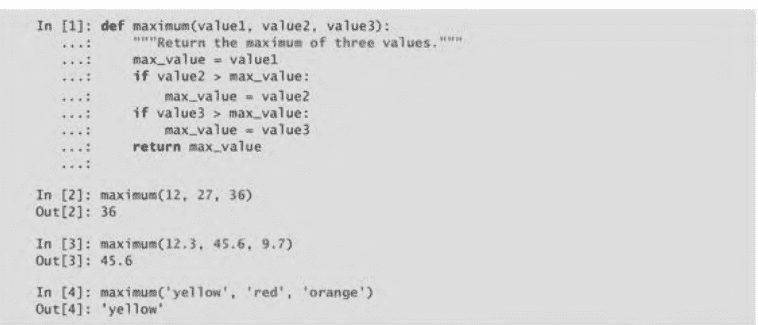 In [1]: def maximum(value1, value2, value3):
   ...:     """Return the maximum of three values."""
   ...:     max_value = value1
   ...:     if value2 > max_value:
   ...:         max_value = value2
   ...:     if value3 > max_value:
   ...:         max_value = value3
   ...:     return max_value
   ...:
In [2]: maximum(12, 27, 36)
Out[2]: 36
In [3]: maximum(12.3, 45.6, 9.7)
Out[3]: 45.6
In [4]: maximum('yellow', 'red', 'orange')
Out[4]: 'yellow'